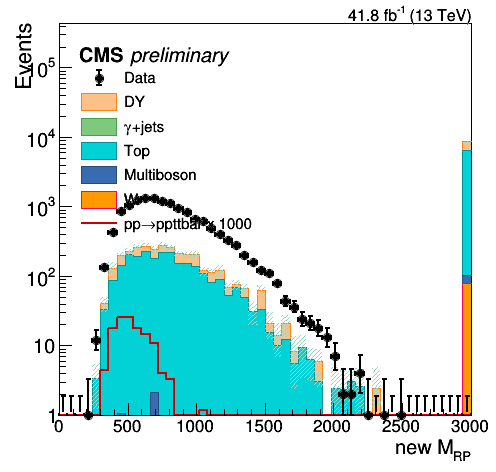 41.8 fb⁻¹ (13 TeV)
Events
CMS preliminary
Data
DY
γ+jets
Top
Multiboson
W
pp→ppttbar × 1000
10⁵
10⁴
10³
10²
10
1
0 500 1000 1500 2000 2500 3000
new M_RP